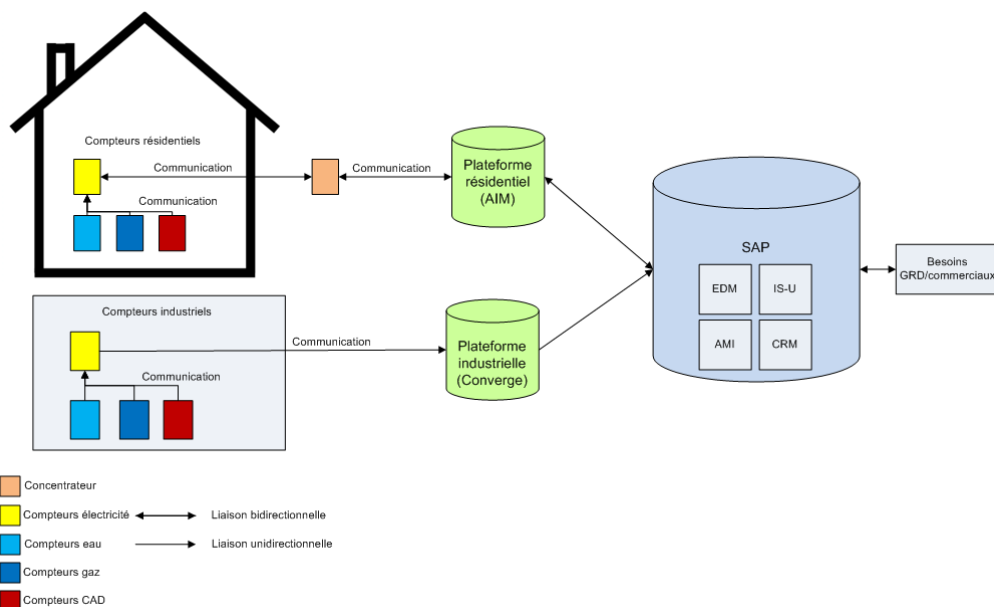 Compteurs résidentiels
Communication
Communication
Communication
Plateforme
résidentiel
(AIM)
SAP
EDM
IS-U
AMI
CRM
Besoins
GRD/commerciaux
Compteurs industriels
Communication
Communication
Plateforme
industrielle
(Converge)
Concentrateur
Compteurs électricité
Liaison bidirectionnelle
Compteurs eau
Liaison unidirectionnelle
Compteurs gaz
Compteurs CAD